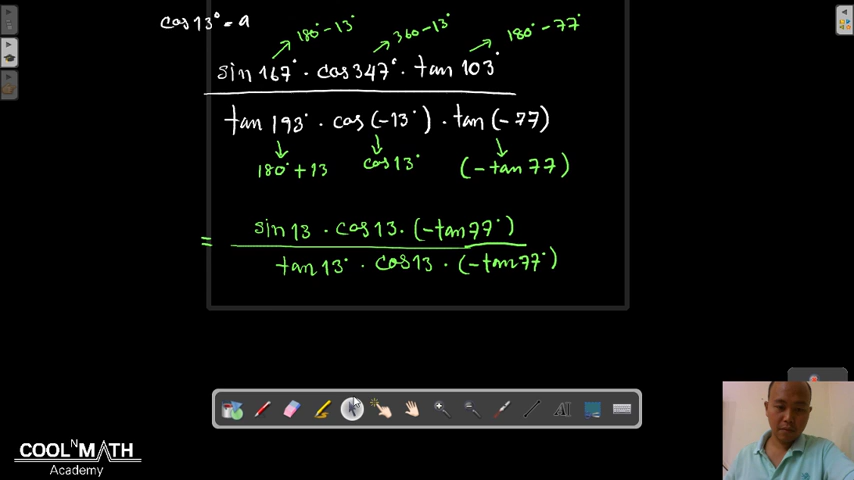 cos 13° = a
180° - 13° 360 - 13° 180° - 77°
sin 167° · cos 347° · tan 103°
tan 193° · cos (-13°) · tan (-77)
180° + 13 cos 13° (-tan 77)
= sin 13 · cos 13 · (-tan 77°)
tan 13° · cos 13 · (-tan 77°)
COOL N MATH
Academy